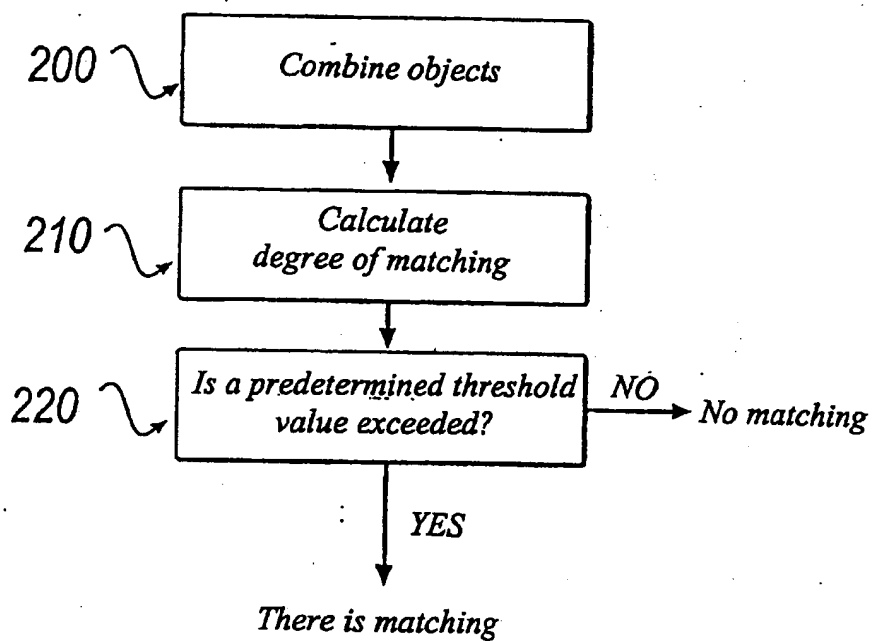 200
Combine objects
210
Calculate
degree of matching
220
Is a predetermined threshold
value exceeded?
NO
No matching
YES
There is matching